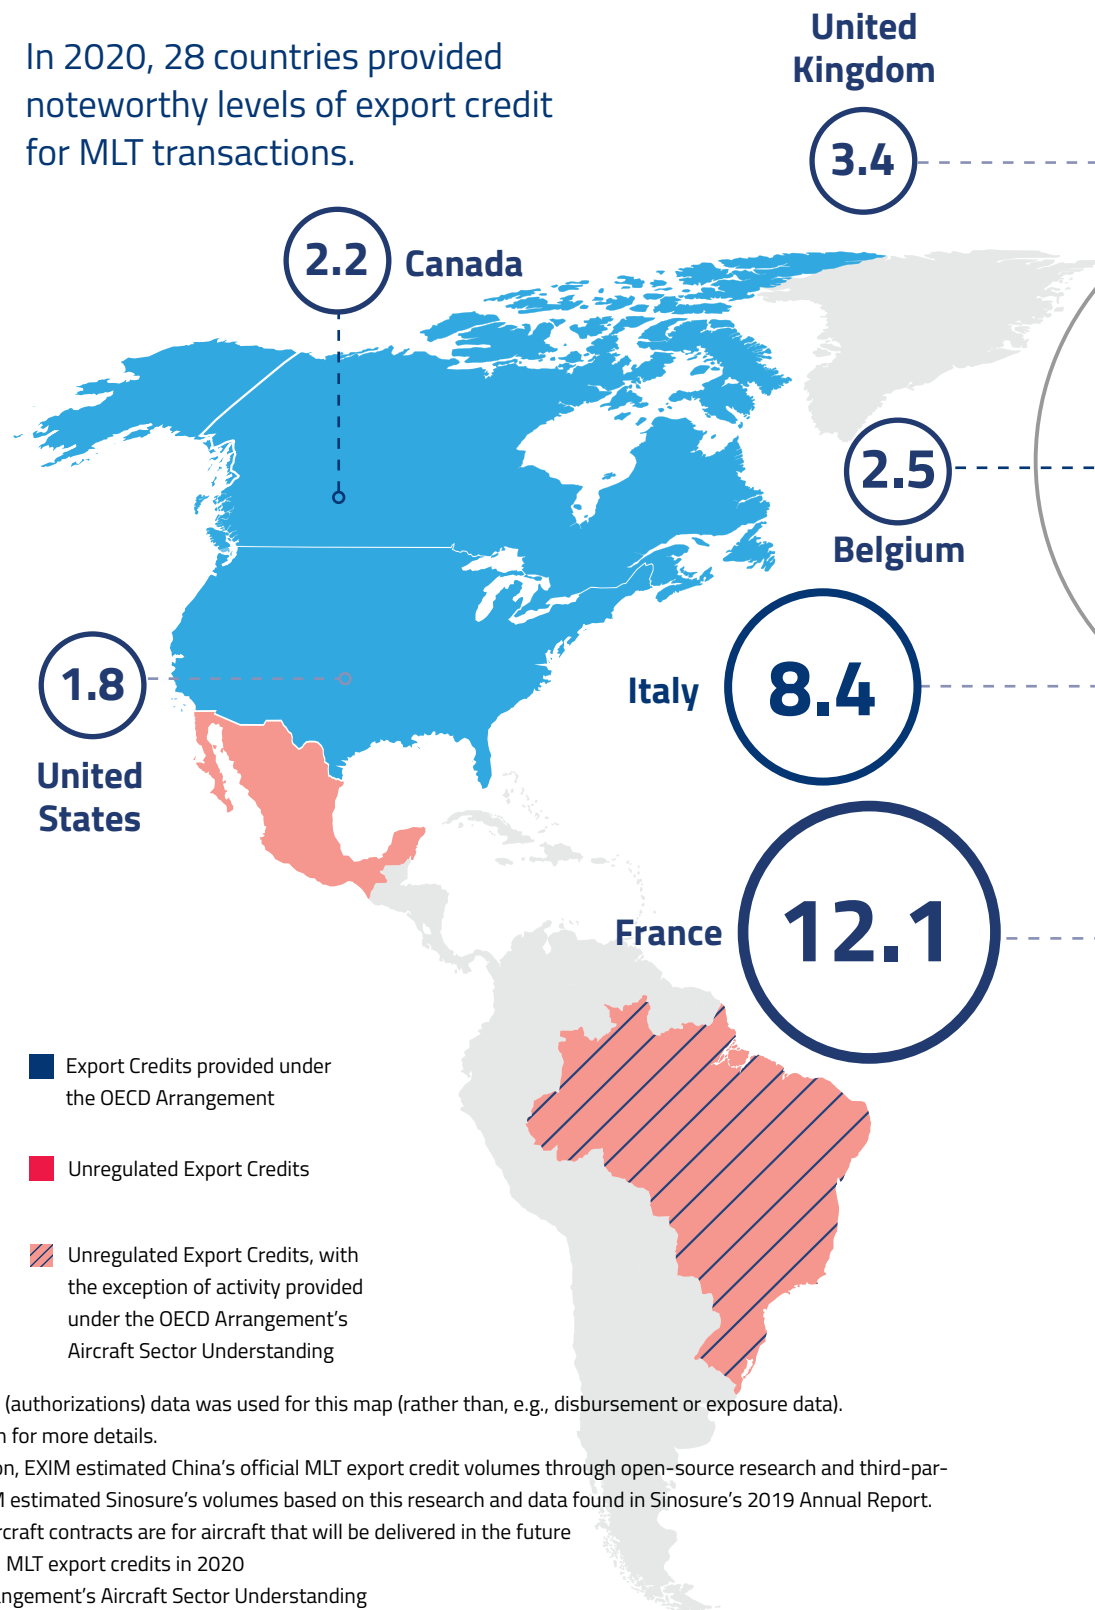 In 2020, 28 countries provided
noteworthy levels of export credit
for MLT transactions.
United
Kingdom
3.4
2.2
Canada
2.5
Belgium
1.8
United
States
Italy
8.4
France
12.1
Export Credits provided under
the OECD Arrangement
Unregulated Export Credits
Unregulated Export Credits, with
the exception of activity provided
under the OECD Arrangement’s
Aircraft Sector Understanding
(authorizations) data was used for this map (rather than, e.g., disbursement or exposure data).
for more details.
EXIM estimated China’s official MLT export credit volumes through open-source research and third-par-
estimated Sinosure’s volumes based on this research and data found in Sinosure’s 2019 Annual Report.
contracts are for aircraft that will be delivered in the future
MLT export credits in 2020
Aircraft Sector Understanding